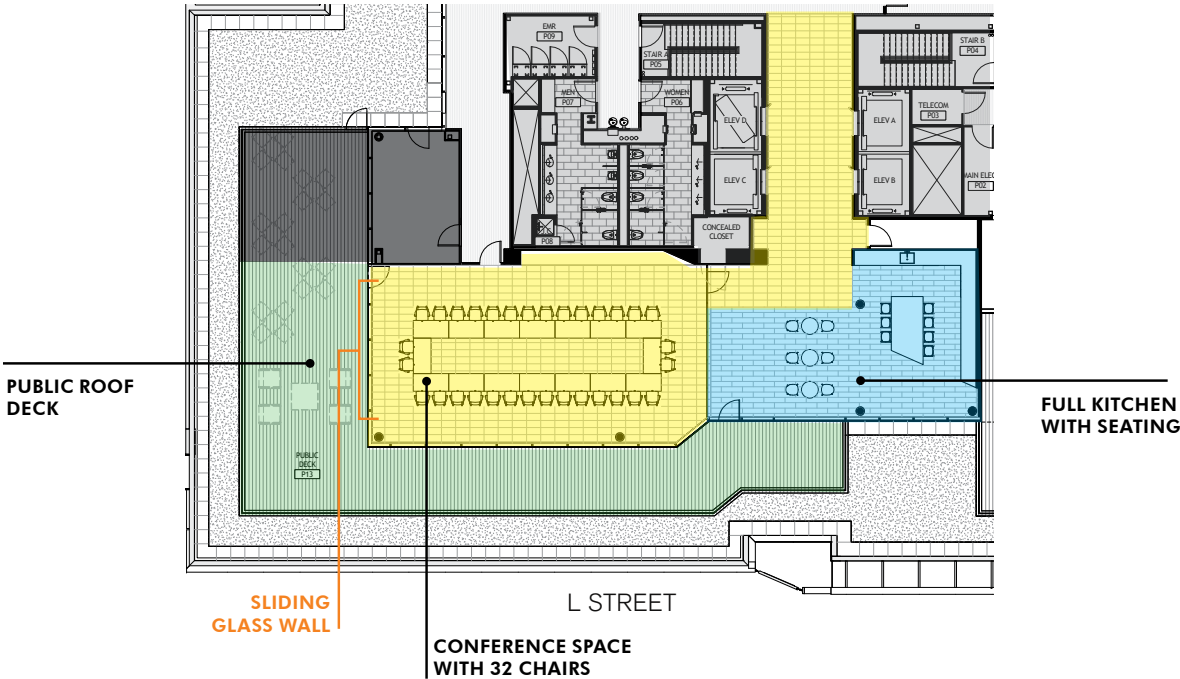 EMR
P09
STAIR A
P05
STAIR B
P04
MEN
P07
WOMEN
P06
ELEV D
ELEV A
TELECOM
P03
ELEV C
ELEV B
MAIN ELEC
P02
P08
CONCEALED
CLOSET
PUBLIC ROOF
DECK
FULL KITCHEN
WITH SEATING
PUBLIC
DECK
P13
SLIDING
GLASS WALL
L STREET
CONFERENCE SPACE
WITH 32 CHAIRS